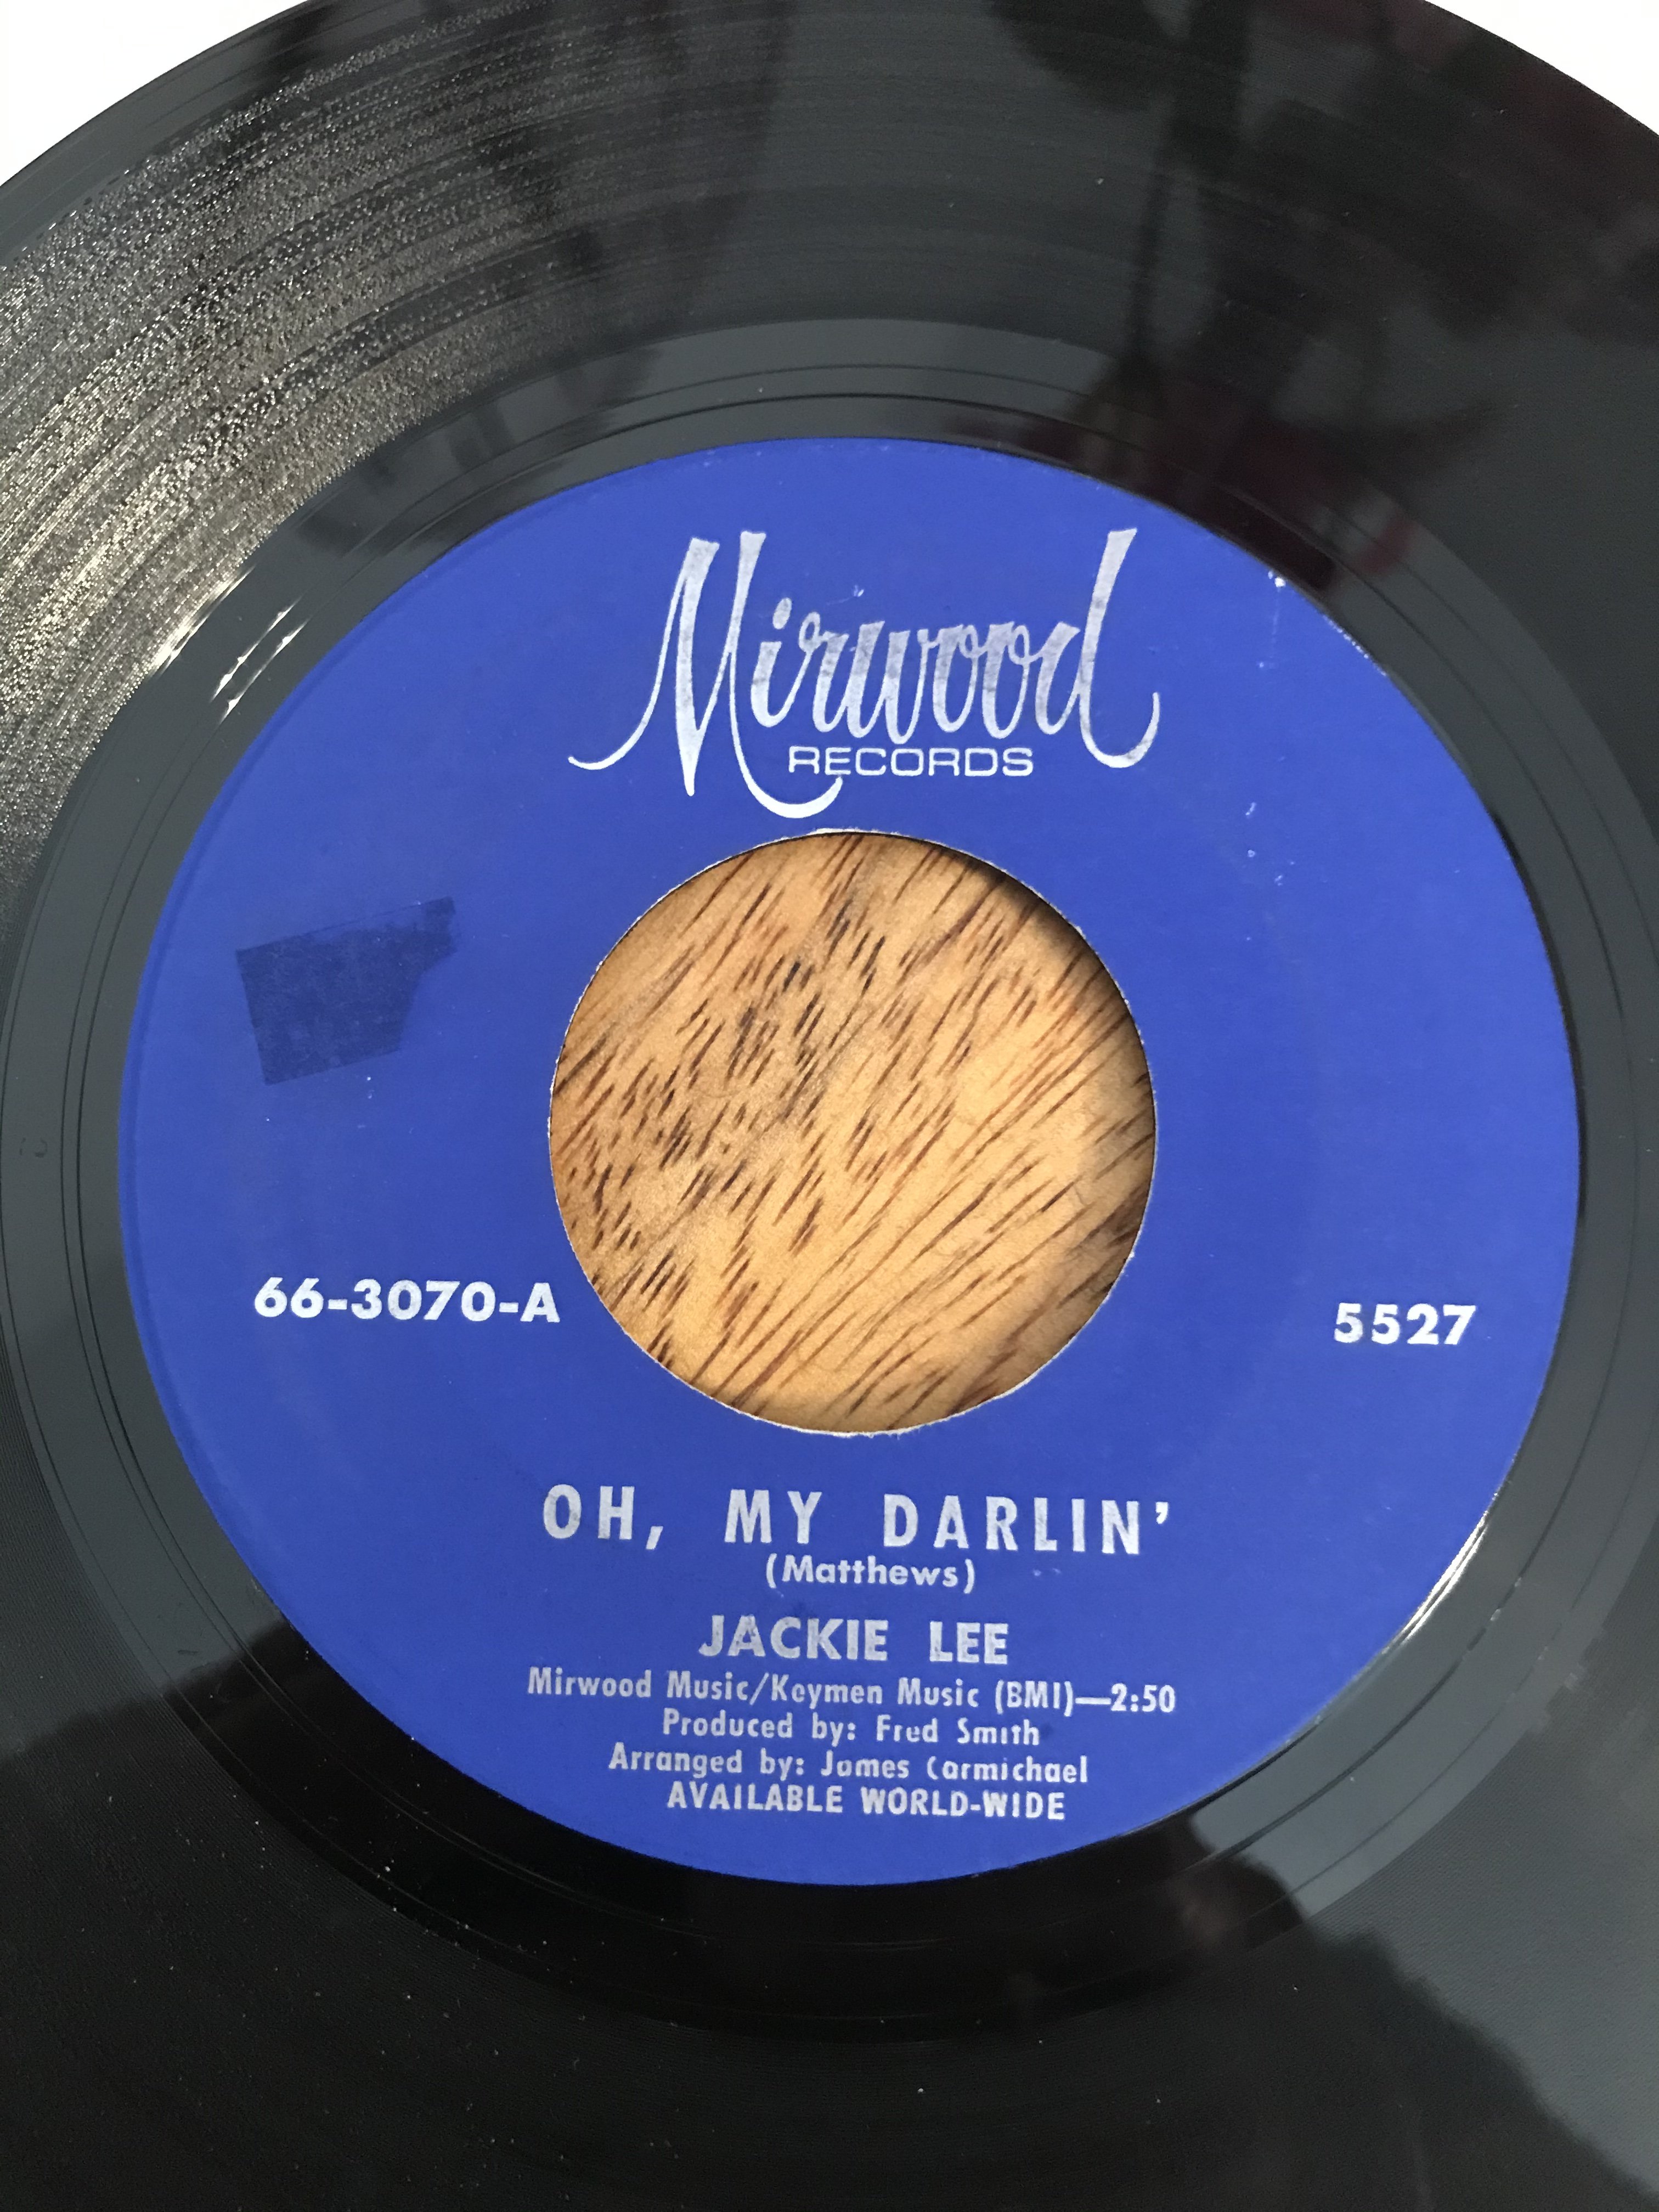 Mirwood
RECORDS
66-3070-A
5527
OH, MY DARLIN'
(Matthews)
JACKIE LEE
Mirwood Music/Keymen Music (BMI)—2:50
Produced by: Fred Smith
Arranged by: James Carmichael
AVAILABLE WORLD-WIDE